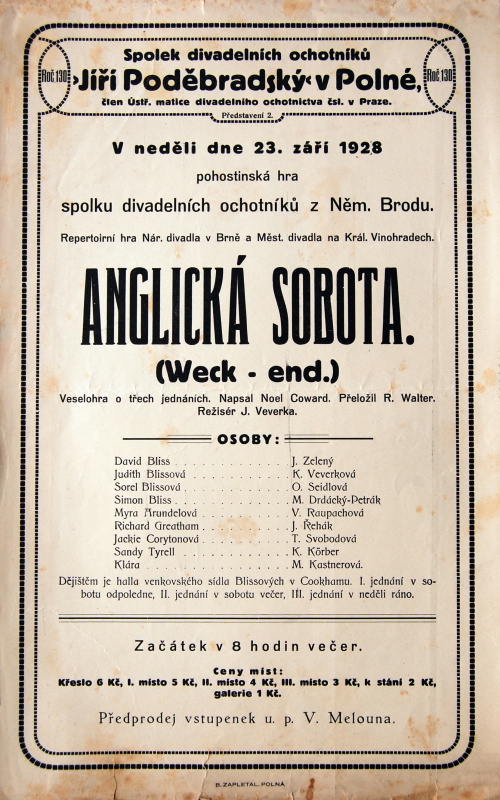 Spolek divadelních ochotníků
Roč. 130
›Jiří Poděbradský‹ v Polné,
Roč. 130
člen Ústř. matice divadelního ochotnictva čsl. v Praze.
Představení 2.
V neděli dne 23. září 1928
pohostinská hra
spolku divadelních ochotníků z Něm. Brodu.
Repertoirní hra Nár. divadla v Brně a Měst. divadla na Král. Vinohradech.
ANGLICKÁ SOBOTA.
(Weck - end.)
Veselohra o třech jednáních. Napsal Noel Coward. Přeložil R. Walter.
Režisér J. Veverka.
OSOBY:
David Bliss . . . . . . . . . . . . J. Zelený
Judith Blissová . . . . . . . . . . K. Veverková
Sorel Blissová . . . . . . . . . . O. Seidlová
Simon Bliss . . . . . . . . . . . . M. Drdácký-Petrák
Myra Arundelová . . . . . . . . . V. Raupachová
Richard Greatham . . . . . . . . . J. Řehák
Jackie Corytonová . . . . . . . . . T. Svobodová
Sandy Tyrell . . . . . . . . . . . K. Körber
Klára . . . . . . . . . . . . . . M. Kastnerová.
Dějištěm je halla venkovského sídla Blissových v Cookhamu. I. jednání v so-
botu odpoledne, II. jednání v sobotu večer, III. jednání v neděli ráno.
Začátek v 8 hodin večer.
Ceny míst:
Křeslo 6 Kč, I. místo 5 Kč, II. místo 4 Kč, III. místo 3 Kč, k stání 2 Kč,
galerie 1 Kč.
Předprodej vstupenek u. p. V. Melouna.
B. ZAPLETAL, POLNÁ